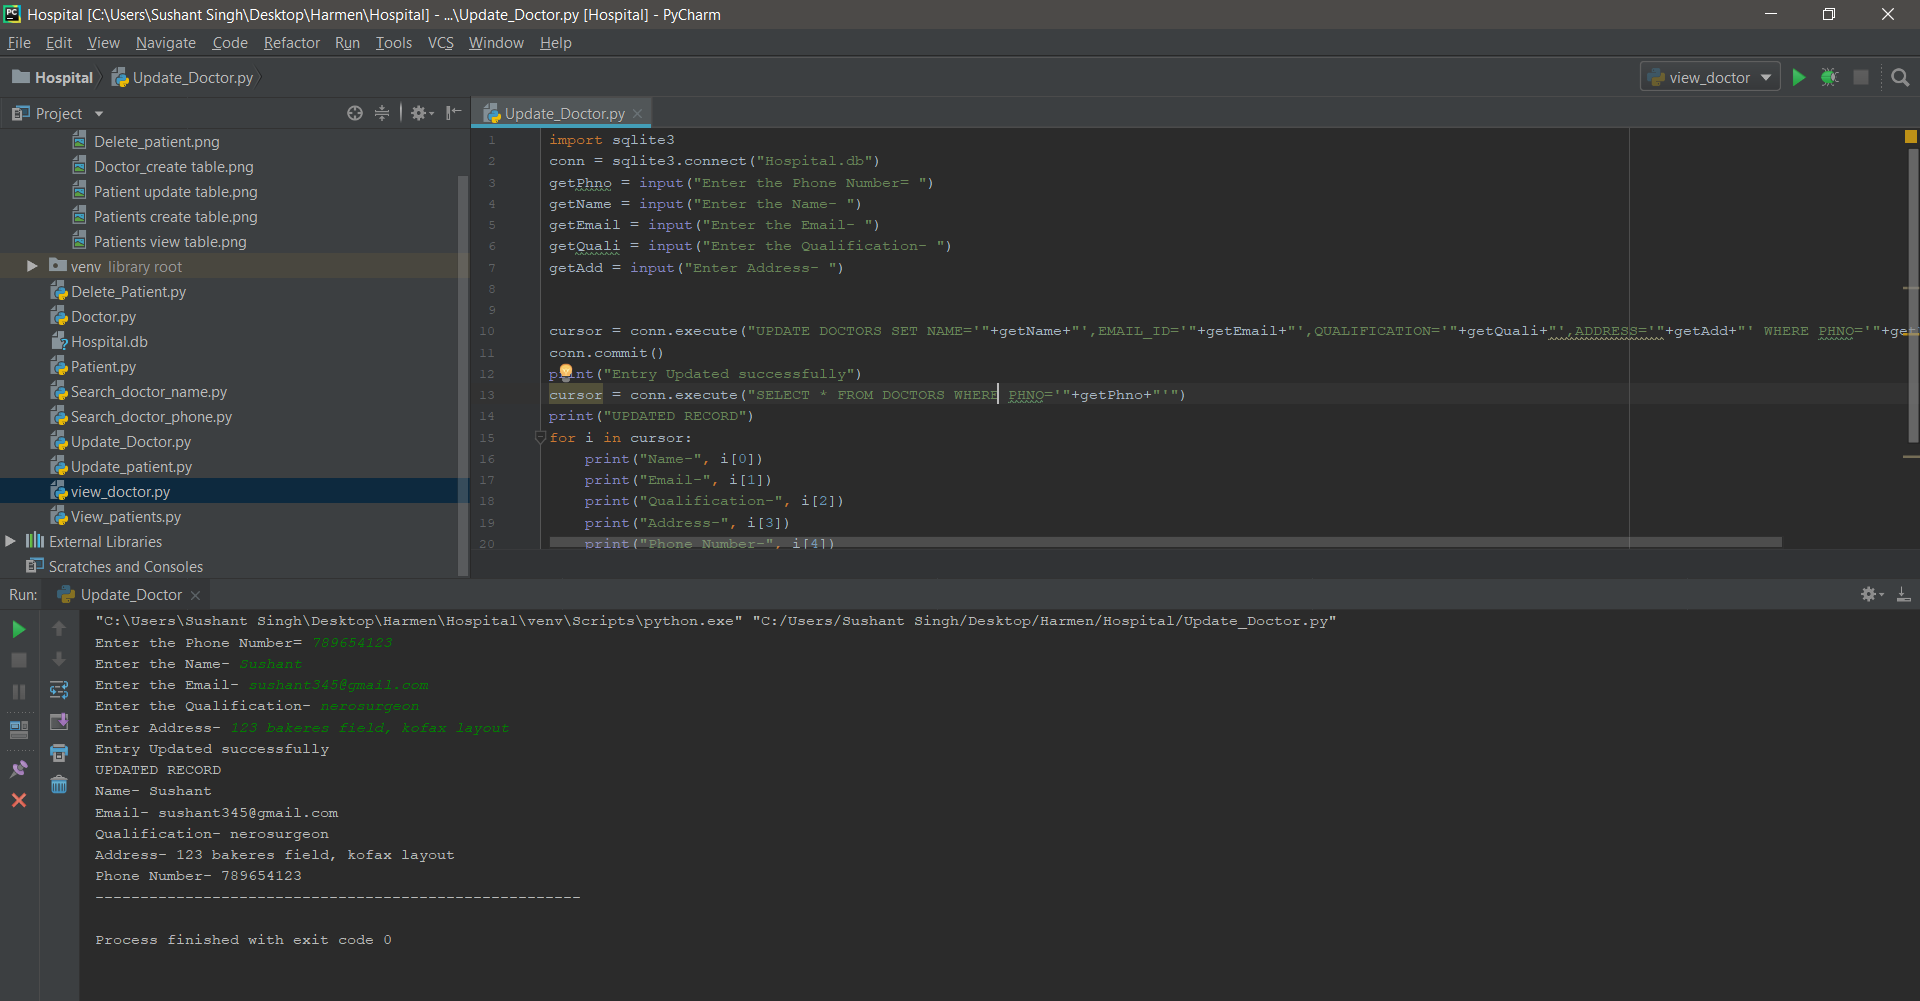 Hospital [C:\Users\Sushant Singh\Desktop\Harmen\Hospital] - ...\Update_Doctor.py [Hospital] - PyCharm
File Edit View Navigate Code Refactor Run Tools VCS Window Help
Hospital Update_Doctor.py
view_doctor
Project
Delete_patient.png
Doctor_create table.png
Patient update table.png
Patients create table.png
Patients view table.png
venv library root
Delete_Patient.py
Doctor.py
Hospital.db
Patient.py
Search_doctor_name.py
Search_doctor_phone.py
Update_Doctor.py
Update_patient.py
view_doctor.py
View_patients.py
External Libraries
Scratches and Consoles
Update_Doctor.py
1 import sqlite3
2 conn = sqlite3.connect("Hospital.db")
3 getPhno = input("Enter the Phone Number= ")
4 getName = input("Enter the Name- ")
5 getEmail = input("Enter the Email- ")
6 getQuali = input("Enter the Qualification- ")
7 getAdd = input("Enter Address- ")
8
9
10 cursor = conn.execute("UPDATE DOCTORS SET NAME='"+getName+"',EMAIL_ID='"+getEmail+"',QUALIFICATION='"+getQuali+"',ADDRESS='"+getAdd+"' WHERE PHNO='"+get
11 conn.commit()
12 print("Entry Updated successfully")
13 cursor = conn.execute("SELECT * FROM DOCTORS WHERE PHNO='"+getPhno+"'")
14 print("UPDATED RECORD")
15 for i in cursor:
16 print("Name-", i[0])
17 print("Email-", i[1])
18 print("Qualification-", i[2])
19 print("Address-", i[3])
20 print("Phone Number-", i[4])
Run: Update_Doctor
"C:\Users\Sushant Singh\Desktop\Harmen\Hospital\venv\Scripts\python.exe" "C:/Users/Sushant Singh/Desktop/Harmen/Hospital/Update_Doctor.py"
Enter the Phone Number= 789654123
Enter the Name- Sushant
Enter the Email- sushant345@gmail.com
Enter the Qualification- nerosurgeon
Enter Address- 123 bakeres field, kofax layout
Entry Updated successfully
UPDATED RECORD
Name- Sushant
Email- sushant345@gmail.com
Qualification- nerosurgeon
Address- 123 bakeres field, kofax layout
Phone Number- 789654123
------------------------------------------------------
Process finished with exit code 0